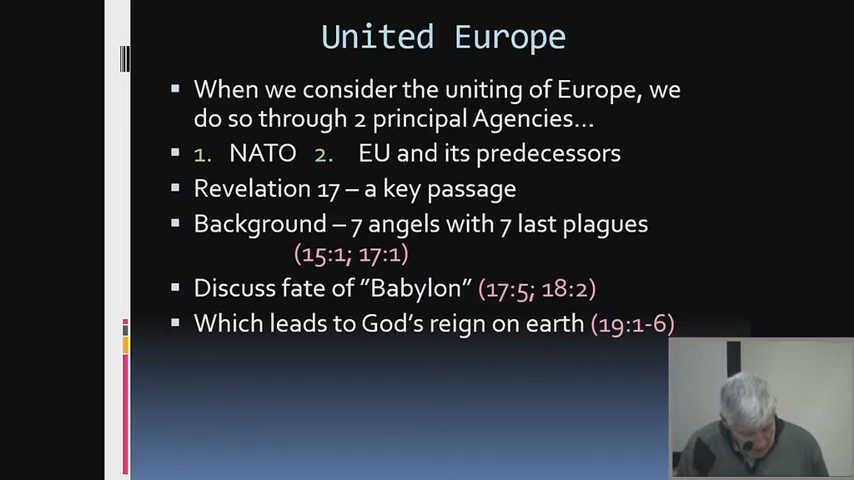 United Europe
When we consider the uniting of Europe, we
do so through 2 principal Agencies…
1. NATO 2. EU and its predecessors
Revelation 17 – a key passage
Background – 7 angels with 7 last plagues
(15:1; 17:1)
Discuss fate of ”Babylon” (17:5; 18:2)
Which leads to God’s reign on earth (19:1-6)